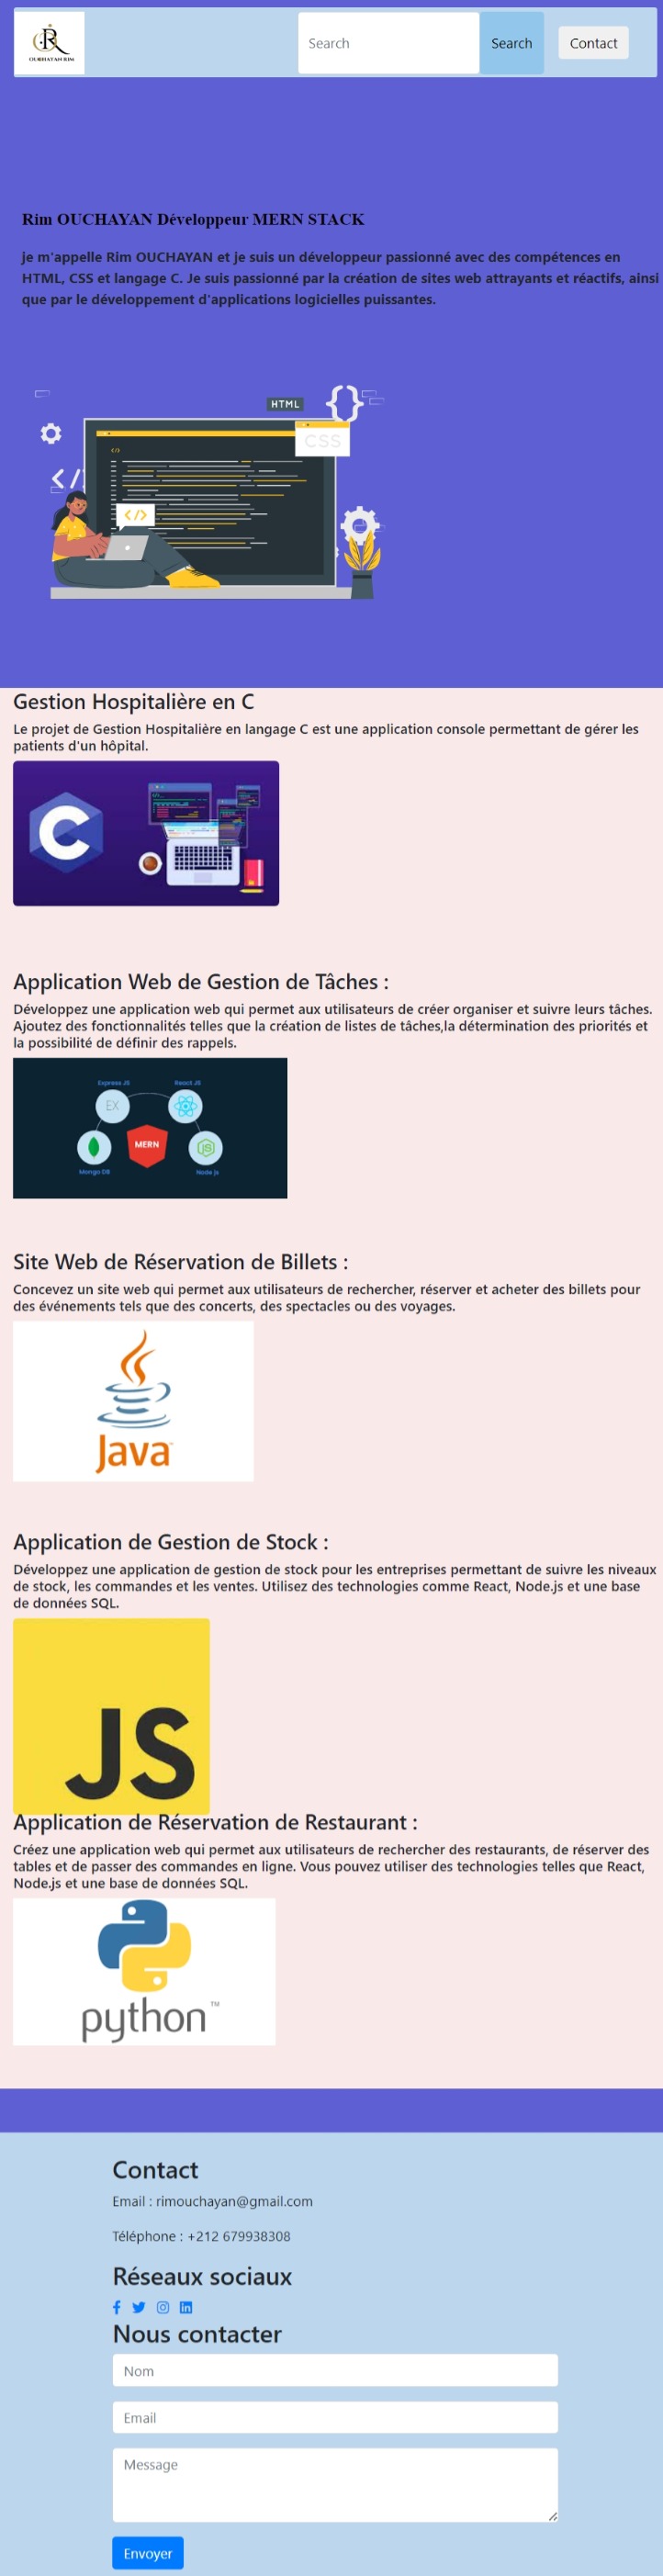 R
OURHAYAN RIM
Search
Search
Contact
Rim OUCHAYAN Développeur MERN STACK
je m'appelle Rim OUCHAYAN et je suis un développeur passionné avec des compétences en
HTML, CSS et langage C. Je suis passionné par la création de sites web attrayants et réactifs, ainsi
que par le développement d'applications logicielles puissantes.
HTML
{}
CSS
</>
</
</>
Gestion Hospitalière en C
Le projet de Gestion Hospitalière en langage C est une application console permettant de gérer les
patients d'un hôpital.
C
Application Web de Gestion de Tâches :
Développez une application web qui permet aux utilisateurs de créer organiser et suivre leurs tâches.
Ajoutez des fonctionnalités telles que la création de listes de tâches,la détermination des priorités et
la possibilité de définir des rappels.
Express JS
React JS
EX
MERN
Mongo DB
Node js
Site Web de Réservation de Billets :
Concevez un site web qui permet aux utilisateurs de rechercher, réserver et acheter des billets pour
des événements tels que des concerts, des spectacles ou des voyages.
Java
Application de Gestion de Stock :
Développez une application de gestion de stock pour les entreprises permettant de suivre les niveaux
de stock, les commandes et les ventes. Utilisez des technologies comme React, Node.js et une base
de données SQL.
JS
Application de Réservation de Restaurant :
Créez une application web qui permet aux utilisateurs de rechercher des restaurants, de réserver des
tables et de passer des commandes en ligne. Vous pouvez utiliser des technologies telles que React,
Node.js et une base de données SQL.
python™
Contact
Email : rimouchayan@gmail.com
Téléphone : +212 679938308
Réseaux sociaux
Nous contacter
Nom
Email
Message
Envoyer